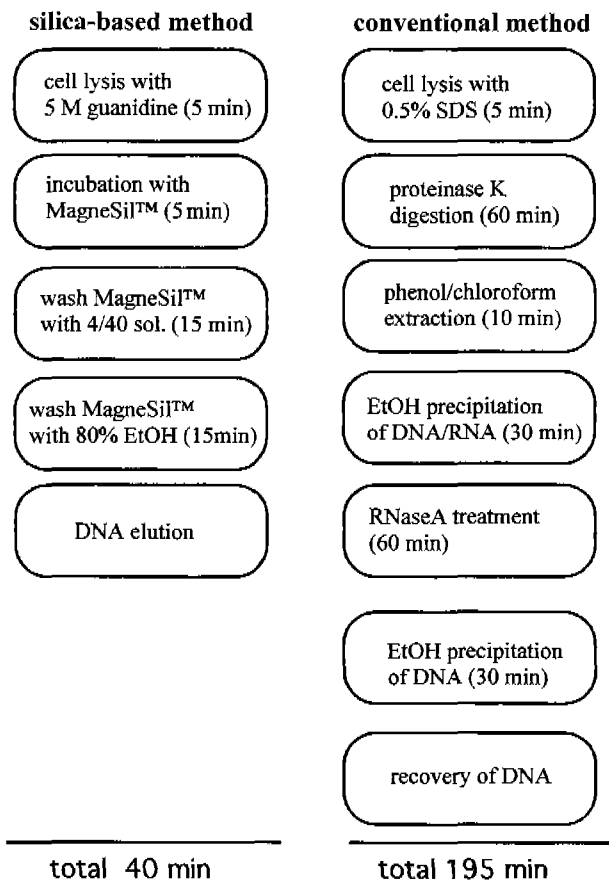 silica-based method
cell lysis with
5 M guanidine (5 min)
incubation with
MagneSil™ (5 min)
wash MagneSil™
with 4/40 sol. (15 min)
wash MagneSil™
with 80% EtOH (15min)
DNA elution
total 40 min
conventional method
cell lysis with
0.5% SDS (5 min)
proteinase K
digestion (60 min)
phenol/chloroform
extraction (10 min)
EtOH precipitation
of DNA/RNA (30 min)
RNaseA treatment
(60 min)
EtOH precipitation
of DNA (30 min)
recovery of DNA
total 195 min